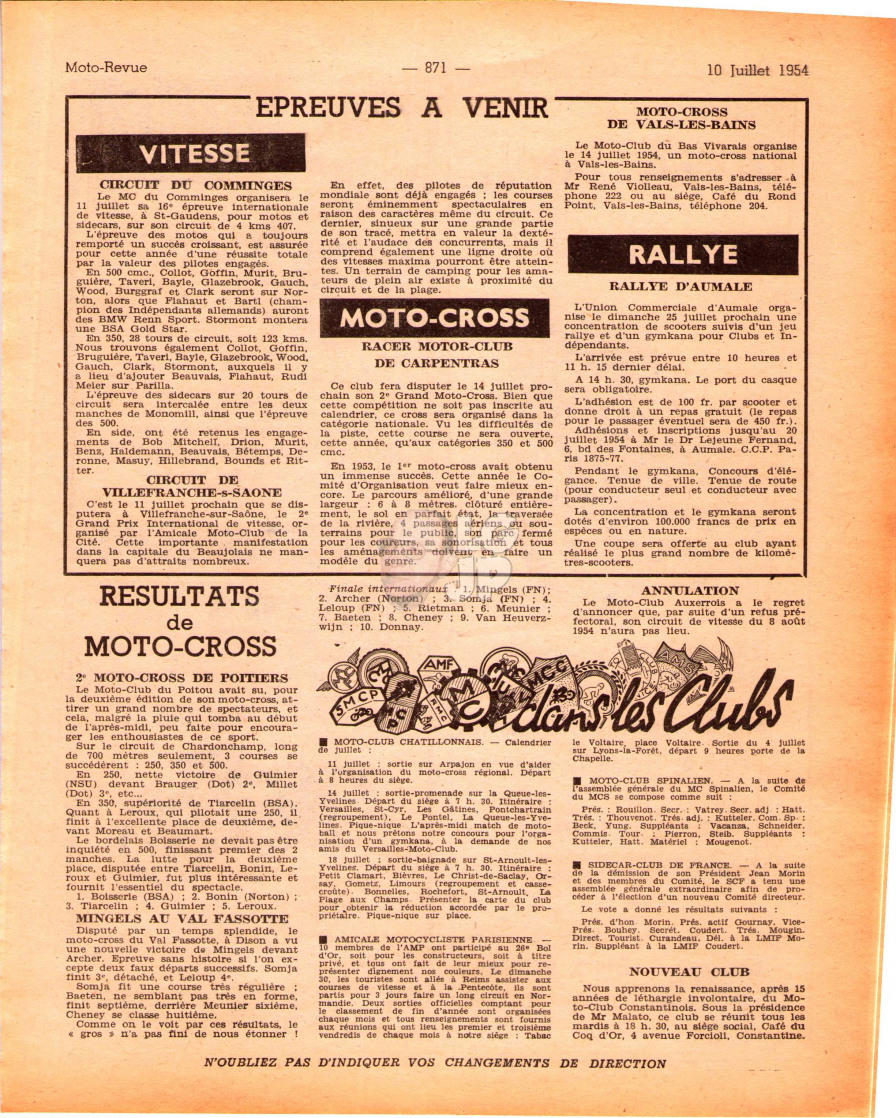 Moto-Revue
— 871 —
10 Juillet 1954
EPREUVES A VENIR
VITESSE
CIRCUIT DU COMMINGES
Le MC du Comminges organisera le
11 juillet sa 16e épreuve internationale
de vitesse, à St-Gaudens, pour motos et
sidecars, sur son circuit de 4 kms 407.
L'épreuve des motos qui a toujours
remporté un succés croissant, est assurée
pour cette année d'une réussite totale
par la valeur des pilotes engagés.
En 500 cmc., Collot, Goffin, Murit, Bru-
guière, Taveri, Bayle, Glazebrook, Gauch,
Wood, Burggraf et Clark seront sur Nor-
ton, alors que Flahaut et Bartl (cham-
pion des Indépendants allemands) auront
des BMW Renn Sport. Stormont montera
une BSA Gold Star.
En 350, 28 tours de circuit, soit 123 kms.
Nous trouvons également Collot, Goffin,
Bruguière, Taveri, Bayle, Glazebrook, Wood,
Gauch, Clark, Stormont, auxquels il y
a lieu d'ajouter Beauvais, Flahaut, Rudi
Meier sur Parilla.
L'épreuve des sidecars sur 20 tours de
circuit sera intercalée entre les deux
manches de Monomill, ainsi que l'épreuve
des 500.
En side, ont été retenus les engage-
ments de Bob Mitchell, Drion, Murit,
Benz, Haldemann, Beauvais, Bétemps, De-
ronne, Masuy, Hillebrand, Bounds et Rit-
ter.
CIRCUIT DE
VILLEFRANCHE-s-SAONE
C'est le 11 juillet prochain que se dis-
putera à Villefranche-sur-Saône, le 2e
Grand Prix International de vitesse, or-
ganisé par l'Amicale Moto-Club de la
Cité. Cette importante manifestation
dans la capitale du Beaujolais ne man-
quera pas d'attraits nombreux.
En effet, des pilotes de réputation
mondiale sont déjà engagés ; les courses
seront éminemment spectaculaires en
raison des caractères même du circuit. Ce
dernier, sinueux sur une grande partie
de son tracé, mettra en valeur la dexté-
rité et l'audace des concurrents, mais il
comprend également une ligne droite où
des vitesses maxima pourront être attein-
tes. Un terrain de camping pour les ama-
teurs de plein air existe à proximité du
circuit et de la plage.
MOTO-CROSS
RACER MOTOR-CLUB
DE CARPENTRAS
Ce club fera disputer le 14 juillet pro-
chain son 2e Grand Moto-Cross. Bien que
cette compétition ne soit pas inscrite au
calendrier, ce cross sera organisé dans la
catégorie nationale. Vu les difficultés de
la piste, cette course ne sera ouverte,
cette année, qu'aux catégories 350 et 500
cmc.
En 1953, le 1er moto-cross avait obtenu
un immense succés. Cette année le Co-
mité d'Organisation veut faire mieux en-
core. Le parcours amélioré, d'une grande
largeur : 6 à 8 mètres, clôturé entière-
ment, le sol en parfait état, la traversée
de la rivière, 4 passages aériens ou sou-
terrains pour le public, son parc fermé
pour les coureurs, sa sonorisation et tous
les aménagements doivent en faire un
modèle du genre.
MOTO-CROSS
DE VALS-LES-BAINS
Le Moto-Club du Bas Vivarais organise
le 14 juillet 1954, un moto-cross national
à Vals-les-Bains.
Pour tous renseignements s'adresser à
Mr René Violleau, Vals-les-Bains, télé-
phone 222 ou au siège, Café du Rond
Point, Vals-les-Bains, téléphone 204.
RALLYE
RALLYE D'AUMALE
L'Union Commerciale d'Aumale orga-
nise le dimanche 25 juillet prochain une
concentration de scooters suivis d'un jeu
rallye et d'un gymkana pour Clubs et In-
dépendants.
L'arrivée est prévue entre 10 heures et
11 h. 15 dernier délai.
A 14 h. 30, gymkana. Le port du casque
sera obligatoire.
L'adhésion est de 100 fr. par scooter et
donne droit à un repas gratuit (le repas
pour le passager éventuel sera de 450 fr.).
Adhésions et inscriptions jusqu'au 20
juillet 1954 à Mr le Dr Lejeune Fernand,
6, bd des Fontaines, à Aumale. C.C.P. Pa-
ris 1875-77.
Pendant le gymkana, Concours d'élé-
gance. Tenue de ville. Tenue de route
(pour conducteur seul et conducteur avec
passager).
La concentration et le gymkana seront
dotés d'environ 100.000 francs de prix en
espèces ou en nature.
Une coupe sera offerte au club ayant
réalisé le plus grand nombre de kilomè-
tres-scooters.
RESULTATS
de
MOTO-CROSS
2e MOTO-CROSS DE POITIERS
Le Moto-Club du Poitou avait su, pour
la deuxième édition de son moto-cross, at-
tirer un grand nombre de spectateurs, et
cela, malgré la pluie qui tomba au début
de l'après-midi, peu faite pour encoura-
ger les enthousiastes de ce sport.
Sur le circuit de Chardonchamp, long
de 700 mètres seulement, 3 courses se
succédèrent : 250, 350 et 500.
En 250, nette victoire de Guimier
(NSU) devant Brauger (Dot) 2e, Millet
(Dot) 3e, etc...
En 350, supériorité de Tiarcelin (BSA).
Quant à Leroux, qui pilotait une 250, il
finit à l'excellente place de deuxième, de-
vant Moreau et Beaumart.
Le bordelais Boisserie ne devait pas être
inquiété en 500, finissant premier des 2
manches. La lutte pour la deuxième
place, disputée entre Tiarcelin, Bonin, Le-
roux et Guimier, fut plus intéressante et
fournit l'essentiel du spectacle.
1. Boisserie (BSA) ; 2. Bonin (Norton) ;
3. Tiarcelin ; 4. Guimier ; 5. Leroux.
MINGELS AU VAL FASSOTTE
Disputé par un temps splendide, le
moto-cross du Val Fassotte, à Dison a vu
une nouvelle victoire de Mingels devant
Archer. Epreuve sans histoire si l'on ex-
cepte deux faux départs successifs. Somja
finit 3e, détaché, et Leloup 4e.
Somja fit une course très régulière ;
Baeten, ne semblant pas très en forme,
finit septième, derrière Meunier sixième,
Cheney se classe huitième.
Comme on le voit par ces résultats, le
« gros » n'a pas fini de nous étonner !
Finale internationaux : 1. Mingels (FN);
2. Archer (Norton) ; 3. Somja (FN) ; 4.
Leloup (FN) ; 5. Rietman ; 6. Meunier ;
7. Baeten ; 8. Cheney ; 9. Van Heuverz-
wijn ; 10. Donnay.
ANNULATION
Le Moto-Club Auxerrois a le regret
d'annoncer que, par suite d'un refus pré-
fectoral, son circuit de vitesse du 8 août
1954 n'aura pas lieu.
AMF
SMCP
MC
SMCC
AMS
dans les Clubs
MOTO-CLUB CHATILLONNAIS. — Calendrier
de juillet :
11 juillet : sortie sur Arpajon en vue d'aider
à l'organisation du moto-cross régional. Départ
à 8 heures du siège.
14 juillet : sortie-promenade sur la Queue-les-
Yvelines. Départ du siège à 7 h. 30. Itinéraire :
Versailles, St-Cyr, Les Gâtines, Pontchartrain
(regroupement), Le Pontel, La Queue-les-Yve-
lines. Pique-nique. L'après-midi match de moto-
ball et nous prêtons notre concours pour l'orga-
nisation d'un gymkana, à la demande de nos
amis du Versailles-Moto-Club.
18 juillet : sortie-baignade sur St-Arnoult-les-
Yvelines. Départ du siège à 7 h. 30. Itinéraire :
Petit Clamart, Bièvres, Le Christ-de-Saclay, Or-
say, Gometz, Limours (regroupement et casse-
croûte). Bonnelles, Rochefort, St-Arnoult, La
Plage aux Champs. Présenter la carte du club
pour obtenir la réduction accordée par le pro-
priétaire. Pique-nique sur place.
AMICALE MOTOCYCLISTE PARISIENNE —
10 membres de l'AMP ont participé au 26e Bol
d'Or, soit pour les constructeurs, soit à titre
privé, et tous ont fait de leur mieux pour re-
présenter dignement nos couleurs. Le dimanche
30, les touristes sont allés à Reims assister aux
courses de vitesse et à la Pentecôte, ils sont
partis pour 3 jours faire un long circuit en Nor-
mandie. Deux sorties officielles comptant pour
le classement de fin d'année sont organisées
chaque mois et tous renseignements sont fournis
aux réunions qui ont lieu les premier et troisième
vendredis de chaque mois à notre siège : Tabac
le Voltaire, place Voltaire. Sortie du 4 juillet
sur Lyons-la-Forêt, départ 9 heures porte de la
Chapelle.
MOTO-CLUB SPINALIEN. — A la suite de
l'assemblée générale du MC Spinalien, le Comité
du MCS se compose comme suit :
Prés. : Rouillon. Secr. : Vatrey. Secr. adj. : Hatt.
Trés. : Thouvenot. Trés. adj. : Kutteler. Com. Sp. :
Beck, Yung. Suppléants : Vacanza, Schneider.
Commis Tour. : Pierron, Steib. Suppléants :
Kutteler, Hatt. Matériel : Mougenot.
SIDECAR-CLUB DE FRANCE. — A la suite
de la démission de son Président Jean Morin
et des membres du Comité, le SCF a tenu une
assemblée générale extraordinaire afin de pro-
céder à l'élection d'un nouveau Comité directeur.
Le vote a donné les résultats suivants :
Prés. d'hon. Morin. Prés. actif Gournay. Vice-
Prés. Bouhey. Secrét. Coudert. Trés. Mougin.
Direct. Tourist. Curandeau. Dél. à la LMIF Mo-
rin. Suppléant à la LMIF Coudert.
NOUVEAU CLUB
Nous apprenons la renaissance, après 15
années de léthargie involontaire, du Mo-
to-Club Constantinois. Sous la présidence
de Mr Malato, ce club se réunit tous les
mardis à 18 h. 30, au siège social, Café du
Coq d'Or, 4 avenue Forcioli, Constantine.
N'OUBLIEZ PAS D'INDIQUER VOS CHANGEMENTS DE DIRECTION